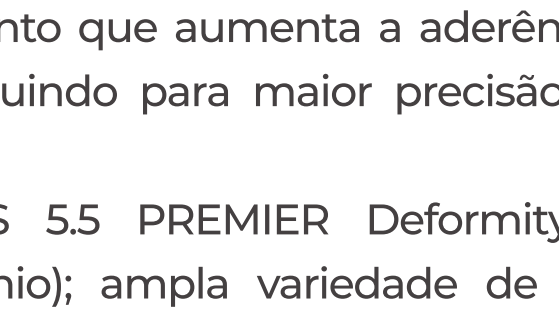 nto que aumenta a aderên
uindo para maior precisão
S 5.5 PREMIER Deformity
nio); ampla variedade de